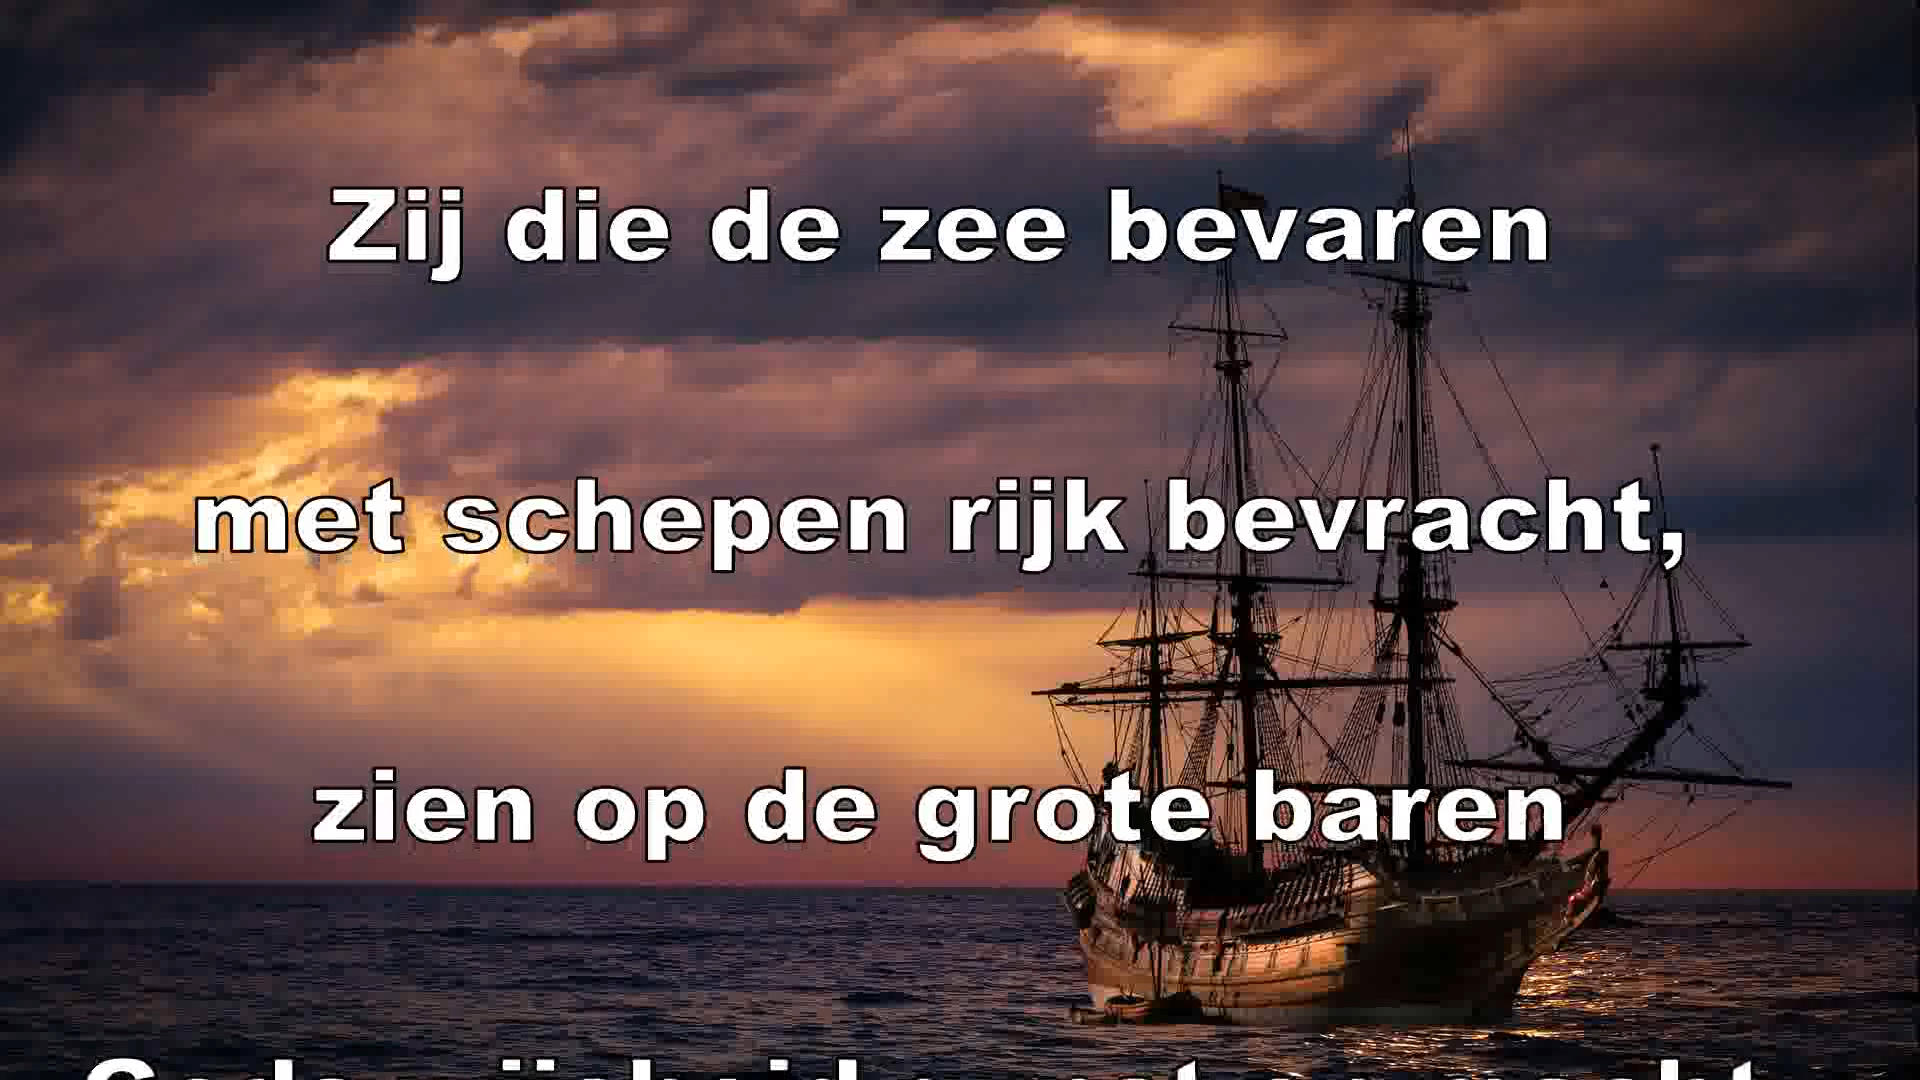 Zij die de zee bevaren
met schepen rijk bevracht,
zien op de grote baren